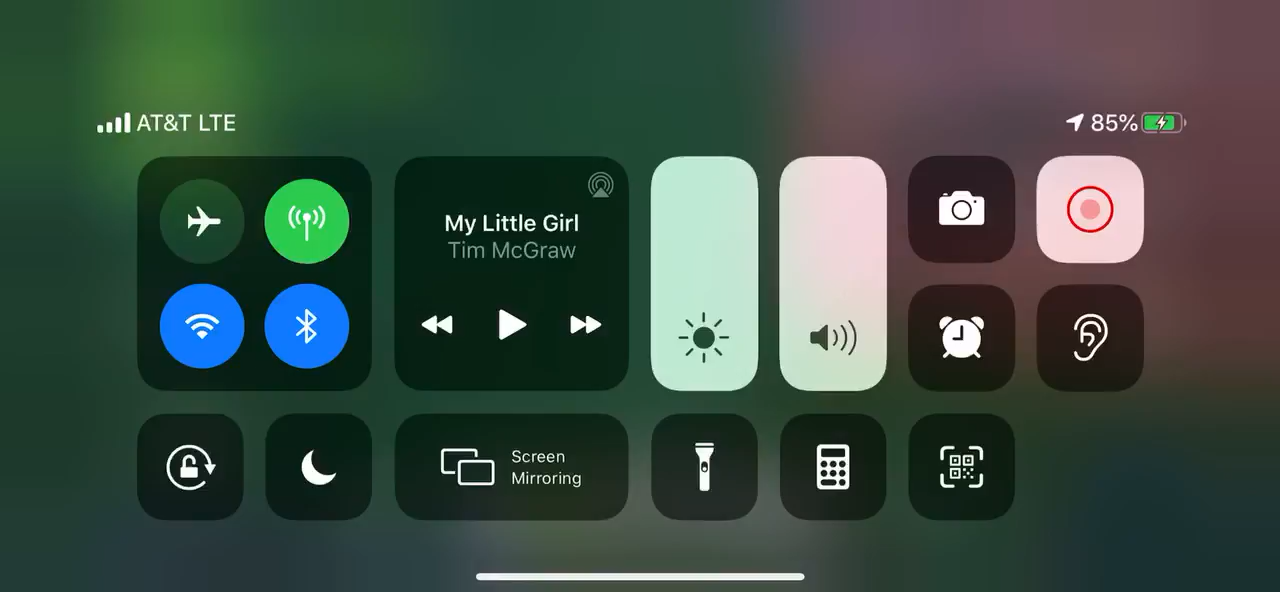 AT&T LTE
85%
My Little Girl
Tim McGraw
Screen
Mirroring